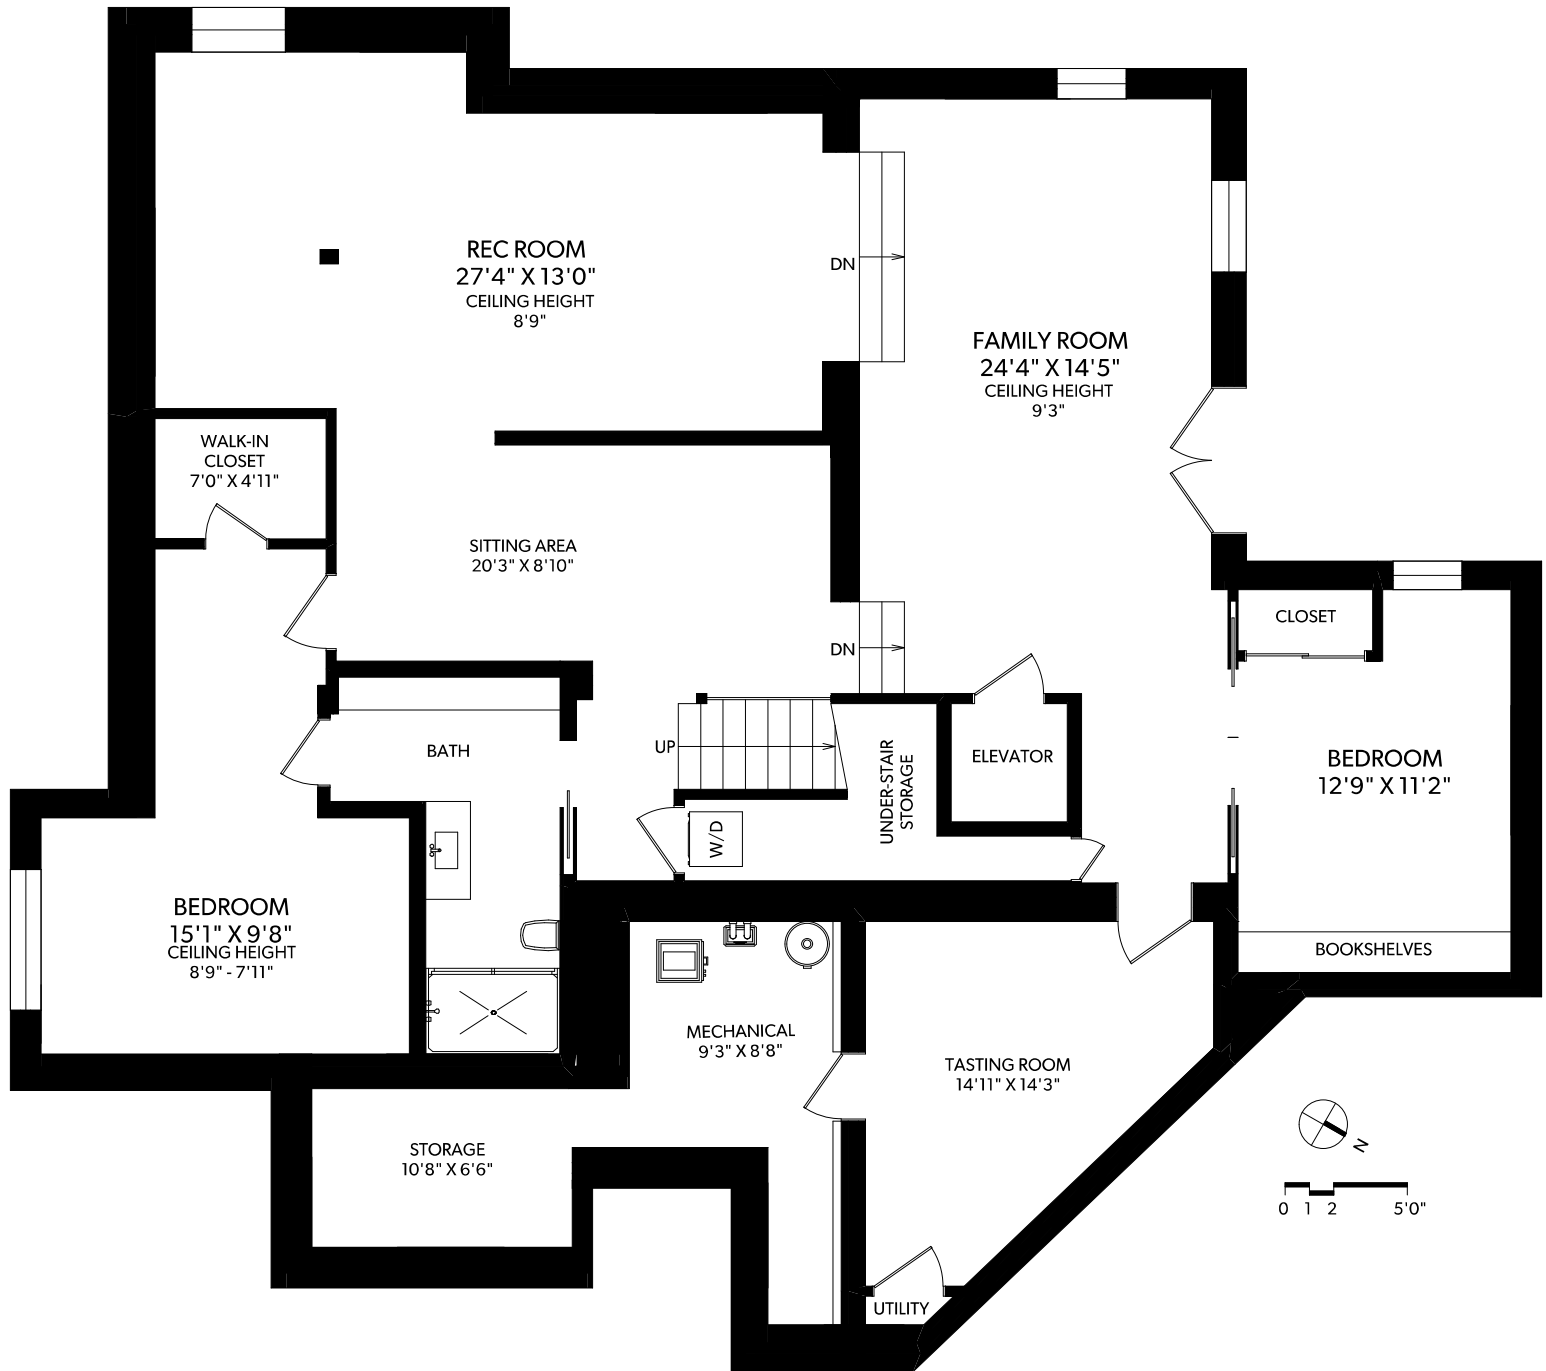 REC ROOM
27'4" X 13'0"
CEILING HEIGHT
8'9"
DN
FAMILY ROOM
24'4" X 14'5"
CEILING HEIGHT
9'3"
WALK-IN
CLOSET
7'0" X 4'11"
SITTING AREA
20'3" X 8'10"
DN
CLOSET
BATH
UP
UNDER-STAIR
STORAGE
ELEVATOR
BEDROOM
12'9" X 11'2"
W/D
BEDROOM
15'1" X 9'8"
CEILING HEIGHT
8'9" - 7'11"
BOOKSHELVES
MECHANICAL
9'3" X 8'8"
TASTING ROOM
14'11" X 14'3"
STORAGE
10'8" X 6'6"
N
0 1 2 5'0"
UTILITY